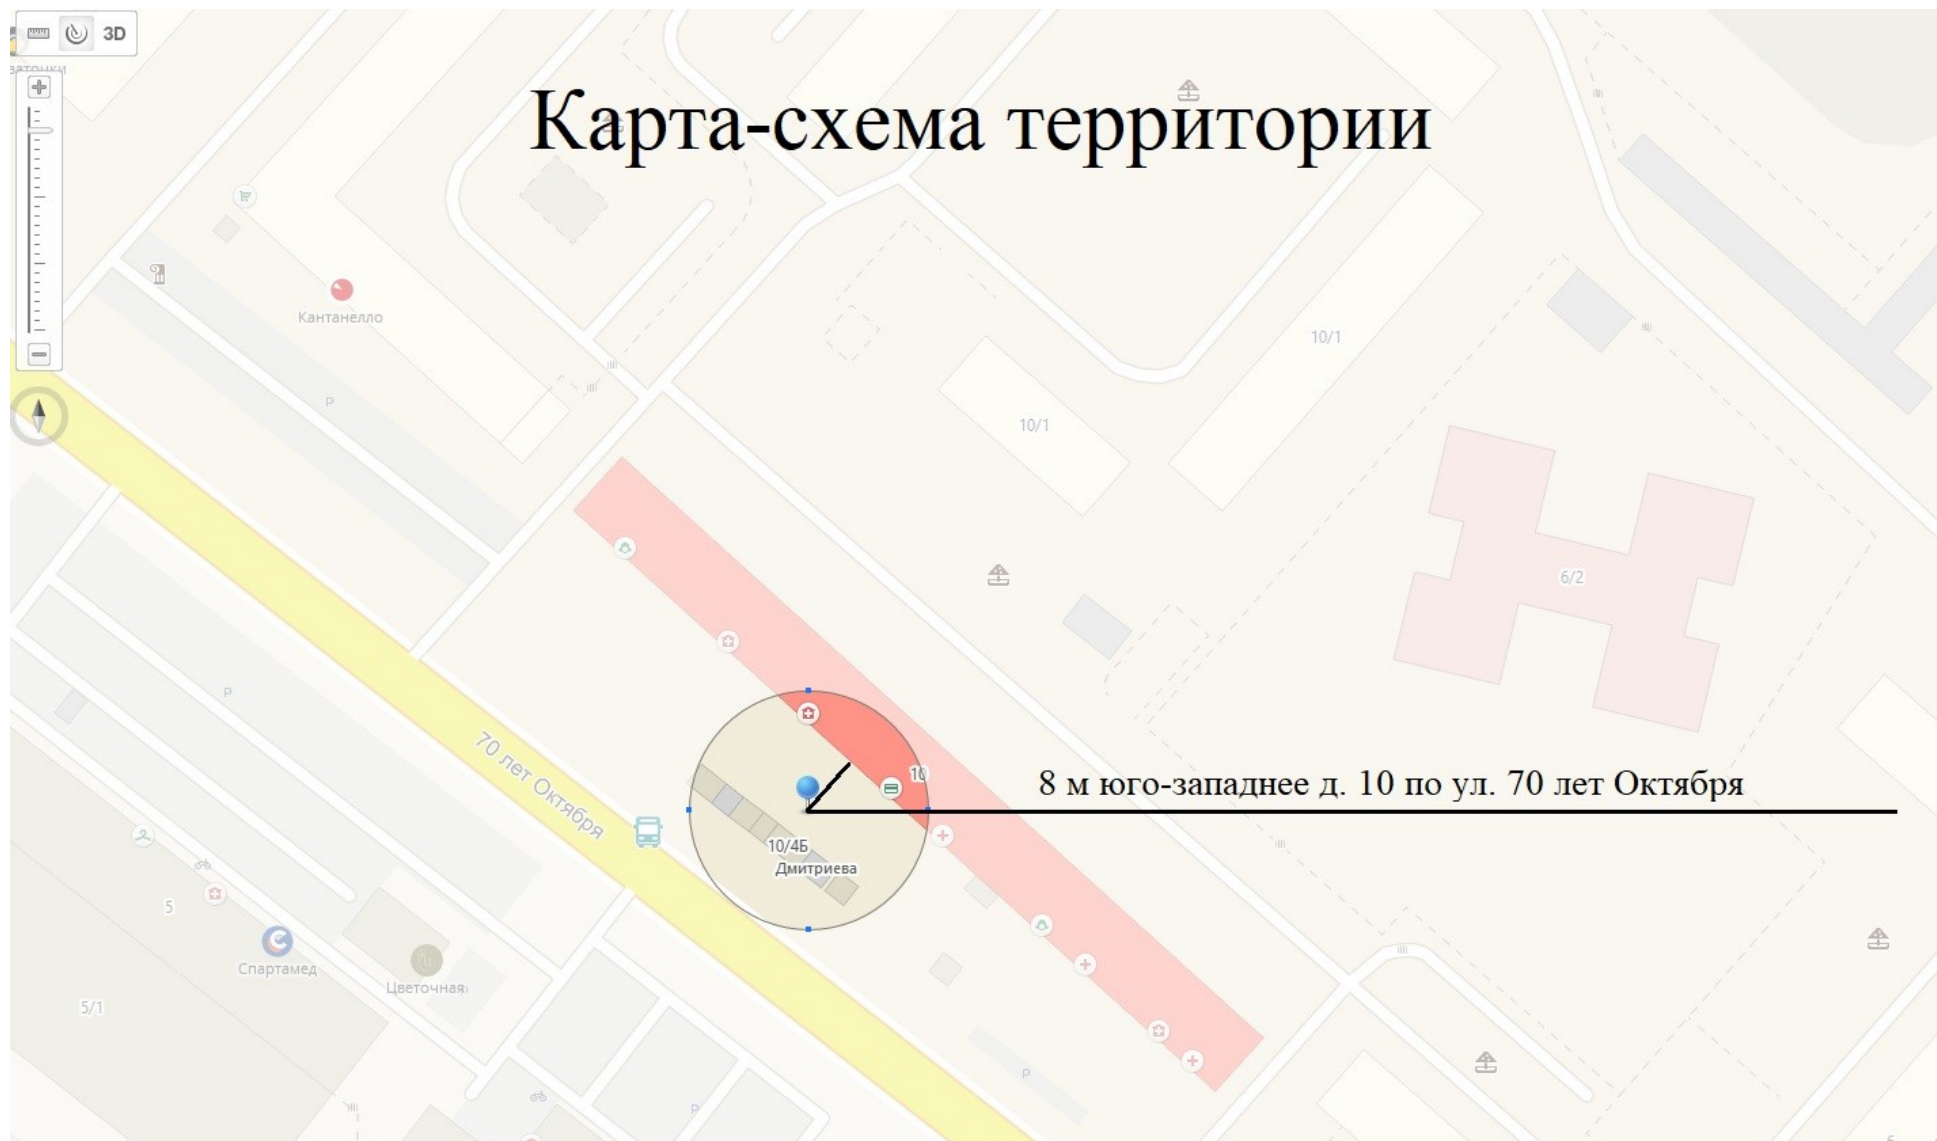 3D
Карта-схема территории
Кантанелло
P
10/1
10/1
6/2
P
70 лет Октября
10
8 м юго-западнее д. 10 по ул. 70 лет Октября
10/4Б
Дмитриева
5
Спартамед
Цветочная
5/1
P
P